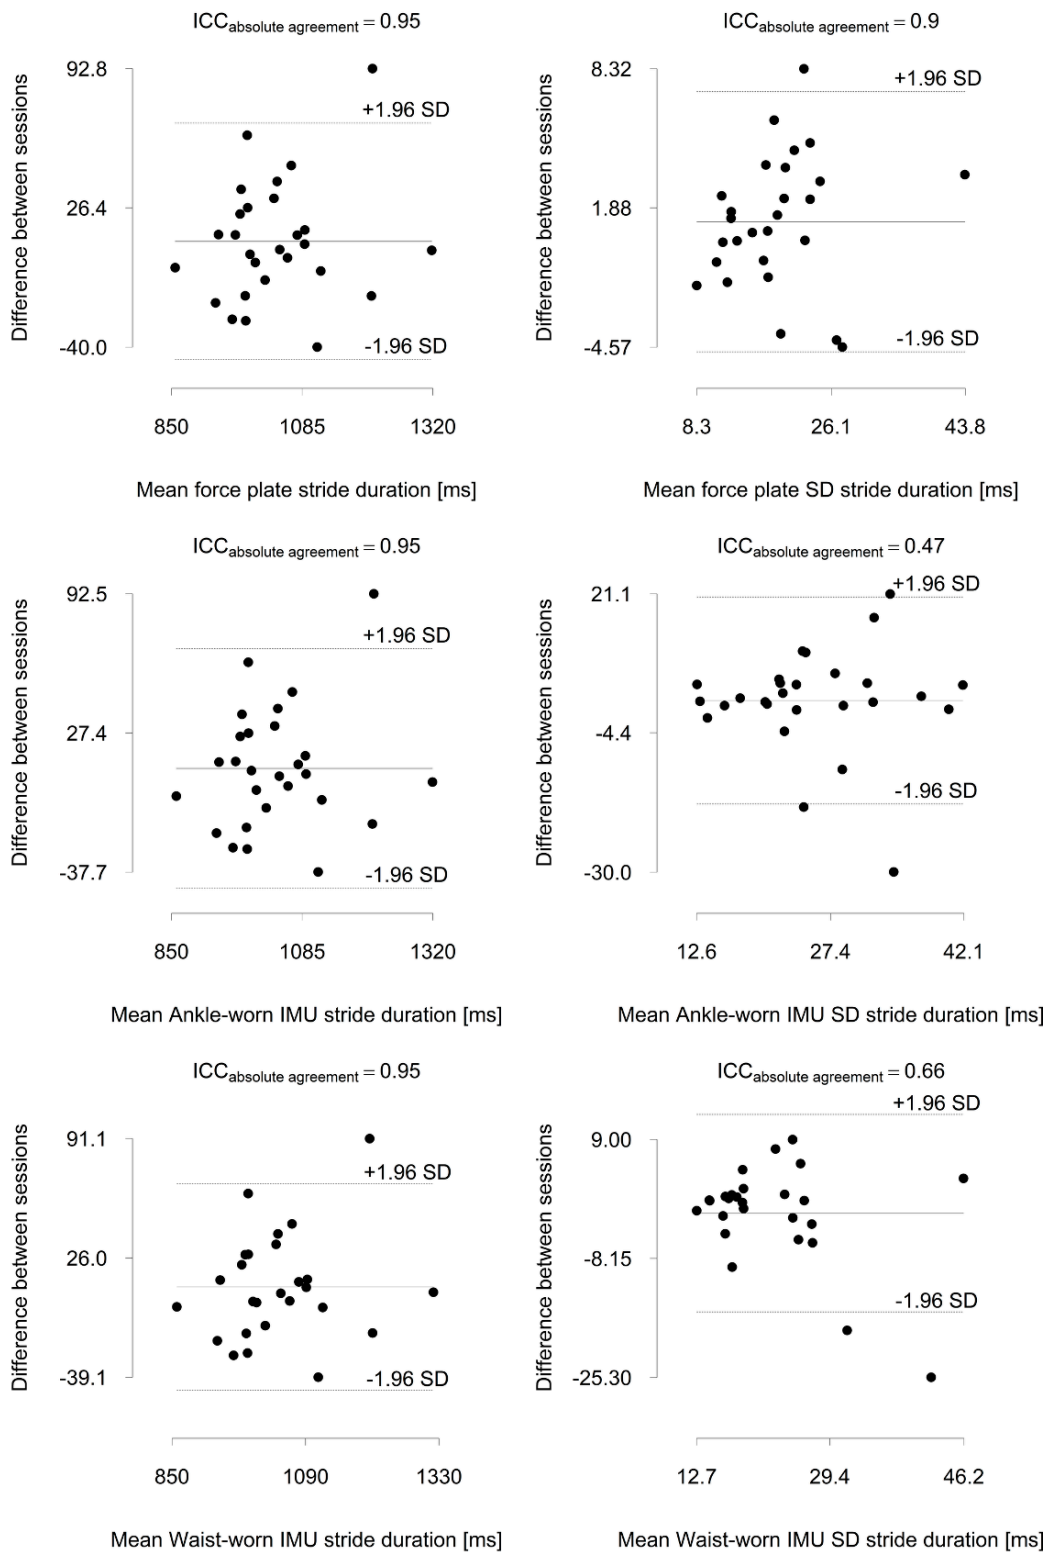 ICCabsolute agreement = 0.95
Difference between sessions
92.8
26.4
-40.0
+1.96 SD
-1.96 SD
850 1085 1320
Mean force plate stride duration [ms]
ICCabsolute agreement = 0.9
Difference between sessions
8.32
1.88
-4.57
+1.96 SD
-1.96 SD
8.3 26.1 43.8
Mean force plate SD stride duration [ms]
ICCabsolute agreement = 0.95
Difference between sessions
92.5
27.4
-37.7
+1.96 SD
-1.96 SD
850 1085 1320
Mean Ankle-worn IMU stride duration [ms]
ICCabsolute agreement = 0.47
Difference between sessions
21.1
-4.4
-30.0
+1.96 SD
-1.96 SD
12.6 27.4 42.1
Mean Ankle-worn IMU SD stride duration [ms]
ICCabsolute agreement = 0.95
Difference between sessions
91.1
26.0
-39.1
+1.96 SD
-1.96 SD
850 1090 1330
Mean Waist-worn IMU stride duration [ms]
ICCabsolute agreement = 0.66
Difference between sessions
9.00
-8.15
-25.30
+1.96 SD
-1.96 SD
12.7 29.4 46.2
Mean Waist-worn IMU SD stride duration [ms]